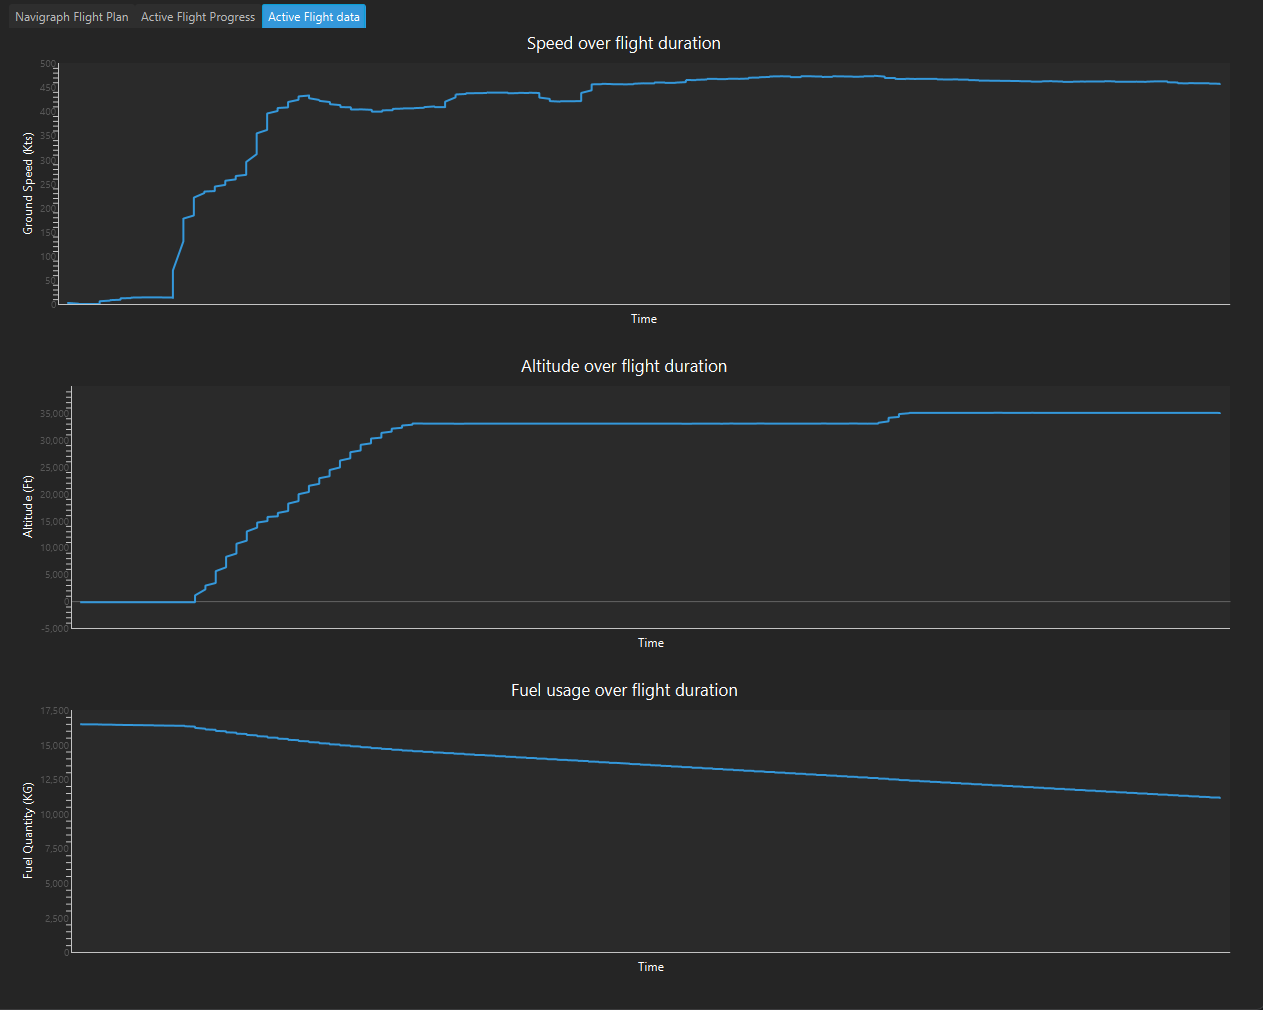 Navigraph Flight Plan Active Flight Progress Active Flight data
Speed over flight duration
500
450
400
350
300
250
200
150
100
50
0
Ground Speed (Kts)
Time
Altitude over flight duration
35,000
30,000
25,000
20,000
15,000
10,000
5,000
0
-5,000
Altitude (Ft)
Time
Fuel usage over flight duration
17,500
15,000
12,500
10,000
7,500
5,000
2,500
0
Fuel Quantity (KG)
Time